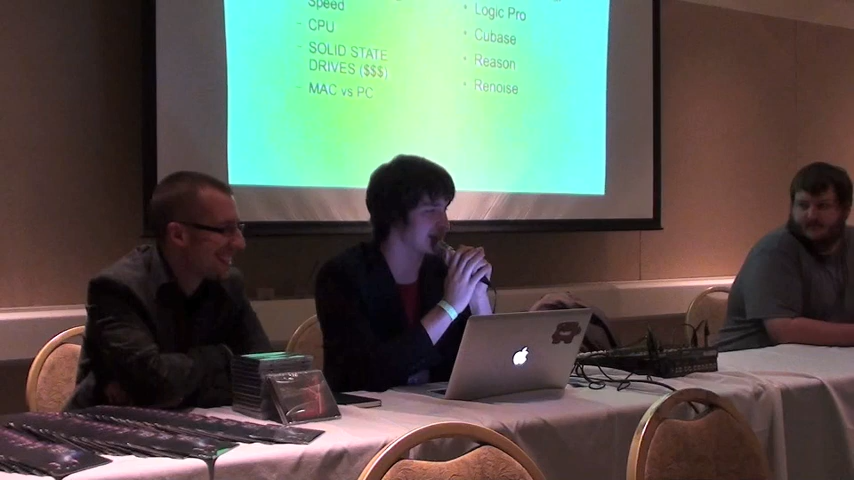 Speed
- CPU
- SOLID STATE
DRIVES ($$$)
- MAC vs PC
• Logic Pro
• Cubase
• Reason
• Renoise